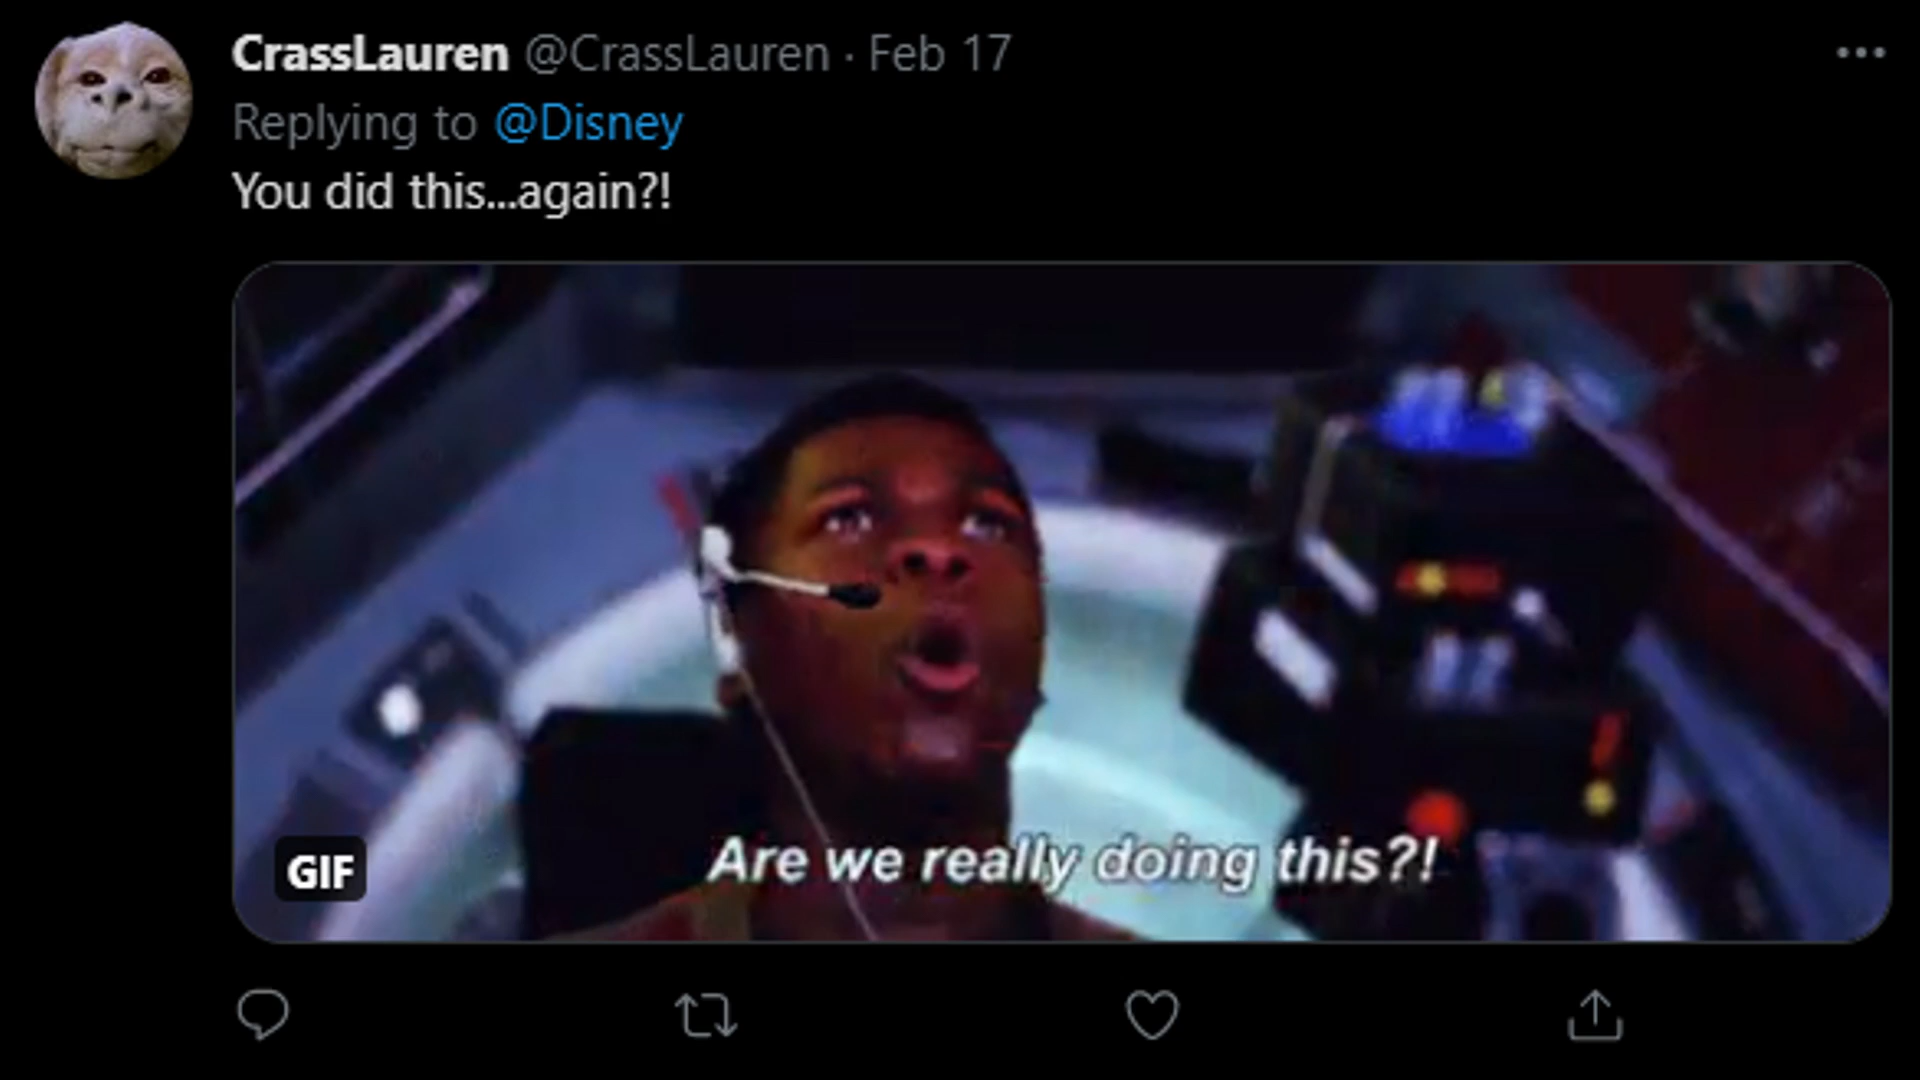 CrassLauren @CrassLauren · Feb 17
Replying to @Disney
You did this...again?!
GIF
Are we really doing this?!